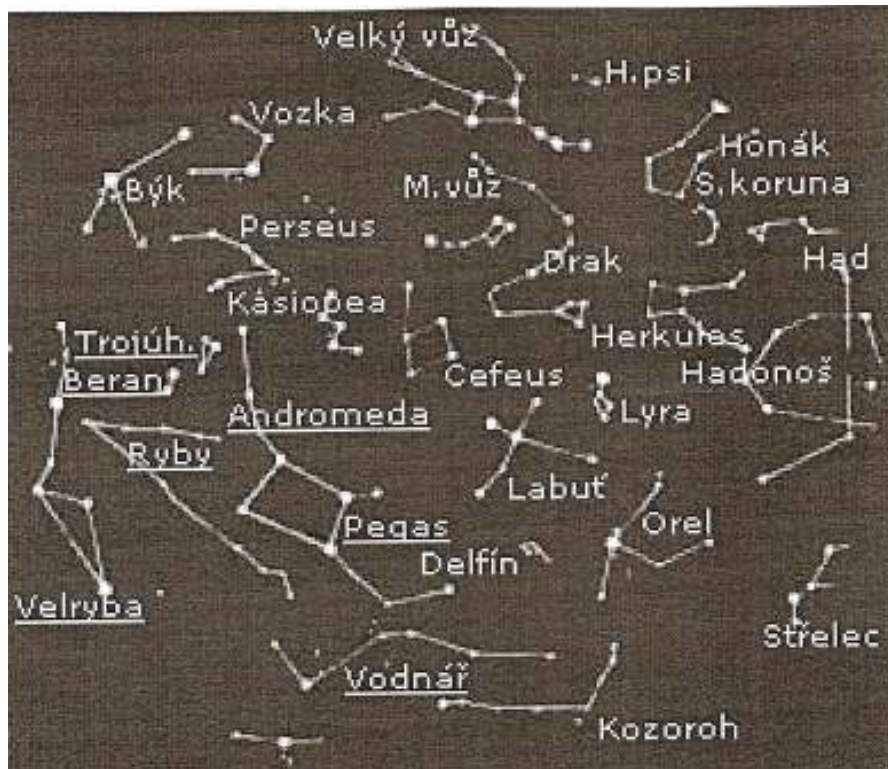 Velký vůz
H.psi
Vozka
Honák
Býk
M.vůz
S.koruna
Perseus
Drak
Had
Kasiopea
Herkules
Trojúh.
Cefeus
Hadonoš
Beran
Andromeda
Lyra
Ryby
Labuť
Pegas
Orel
Delfín
Velryba
Střelec
Vodnář
Kozoroh